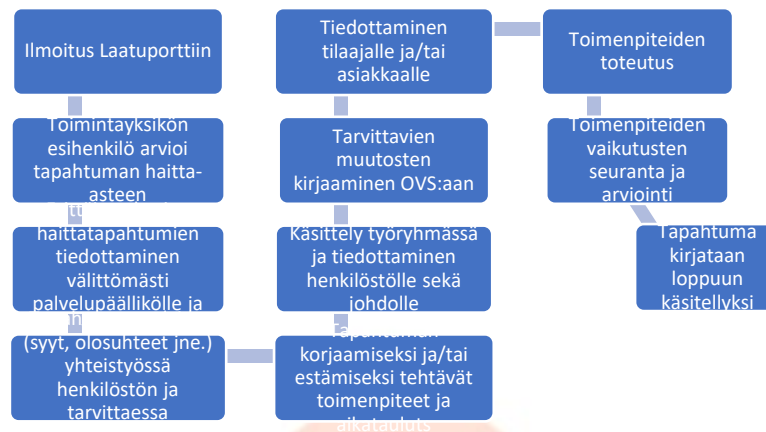 Ilmoitus Laatuporttiin
Toimintayksikön
esihenkilö arvioi
tapahtuman haitta-
asteen
haittatapahtumien
tiedottaminen
välittömästi
palvelupäällikölle ja
(syyt, olosuhteet jne.)
yhteistyössä
henkilöstön ja
tarvittaessa
Tapahtuman
korjaamiseksi ja/tai
estämiseksi tehtävät
toimenpiteet ja
aikatauluts
Käsittely työryhmässä
ja tiedottaminen
henkilöstölle sekä
johdolle
Tarvittavien
muutosten
kirjaaminen OVS:aan
Tiedottaminen
tilaajalle ja/tai
asiakkaalle
Toimenpiteiden
toteutus
Toimenpiteiden
vaikutusten
seuranta ja
arviointi
Tapahtuma
kirjataan
loppuun
käsitellyksi